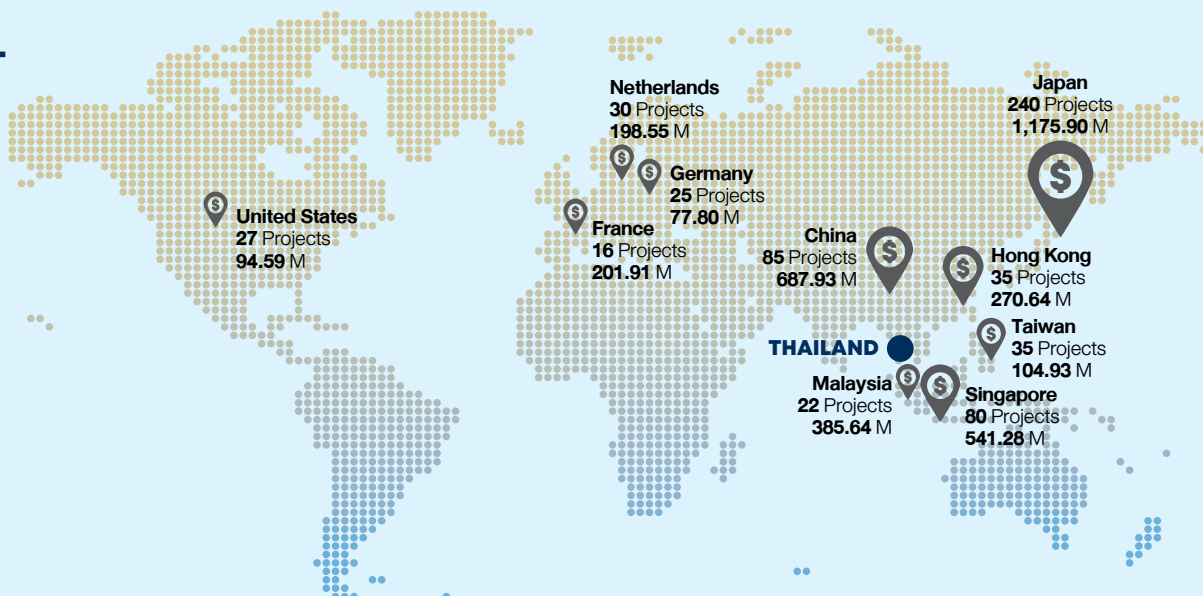 Netherlands
30 Projects
198.55 M
Germany
25 Projects
77.80 M
France
16 Projects
201.91 M
United States
27 Projects
94.59 M
Japan
240 Projects
1,175.90 M
China
85 Projects
687.93 M
Hong Kong
35 Projects
270.64 M
Taiwan
35 Projects
104.93 M
THAILAND
Malaysia
22 Projects
385.64 M
Singapore
80 Projects
541.28 M